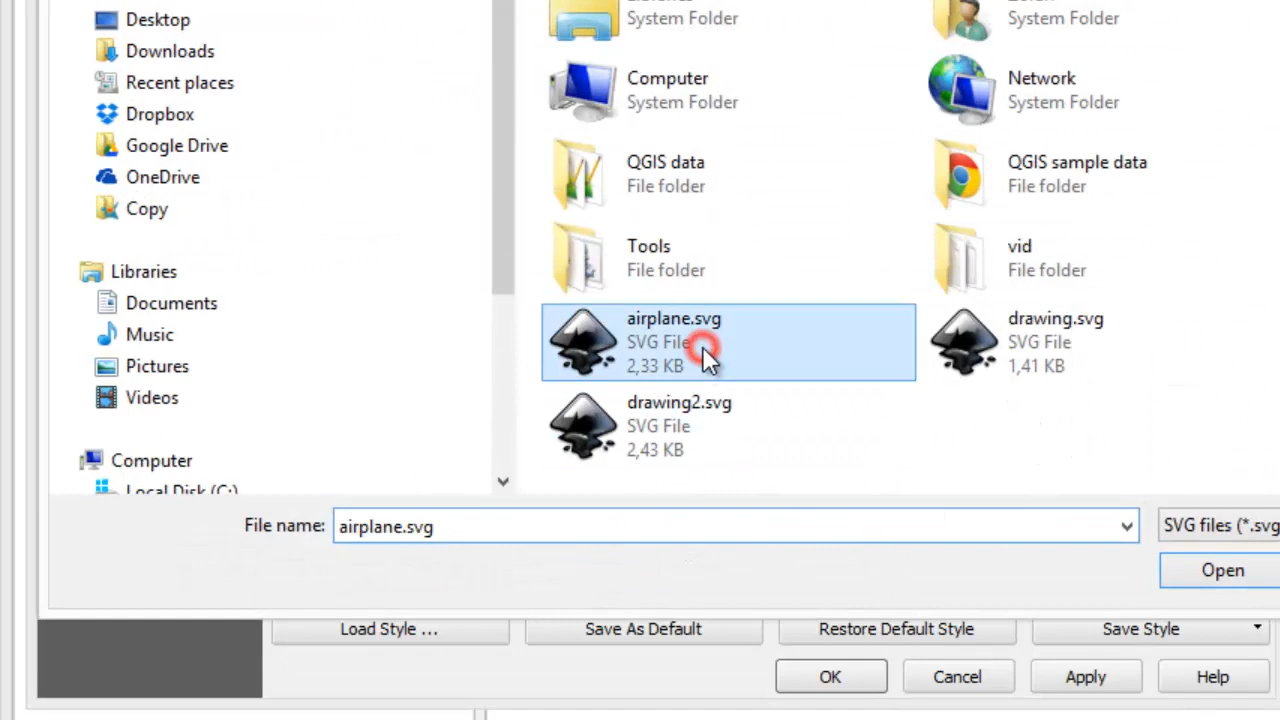 Desktop
Downloads
Recent places
Dropbox
Google Drive
OneDrive
Copy
Libraries
Documents
Music
Pictures
Videos
Computer
Local Disk (C:)
System Folder
System Folder
Computer
System Folder
Network
System Folder
QGIS data
File folder
QGIS sample data
File folder
Tools
File folder
vid
File folder
airplane.svg
SVG File
2,33 KB
drawing.svg
SVG File
1,41 KB
drawing2.svg
SVG File
2,43 KB
File name: airplane.svg
SVG files (*.svg
Open
Load Style ...
Save As Default
Restore Default Style
Save Style
OK
Cancel
Apply
Help